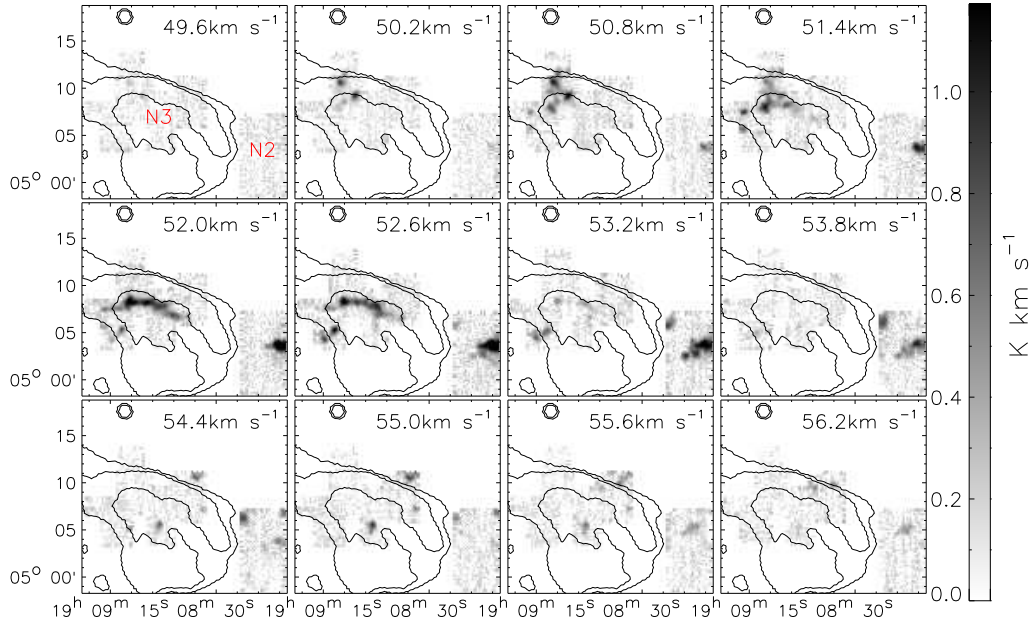 49.6km s⁻¹
50.2km s⁻¹
50.8km s⁻¹
51.4km s⁻¹
15
10
05
05° 00'
N3
N2
52.0km s⁻¹
52.6km s⁻¹
53.2km s⁻¹
53.8km s⁻¹
15
10
05
05° 00'
54.4km s⁻¹
55.0km s⁻¹
55.6km s⁻¹
56.2km s⁻¹
15
10
05
05° 00'
19ʰ 09ᵐ 15ˢ 30ˢ 19ʰ 09ᵐ 15 08ᵐ 30ˢ 19ʰ 09ᵐ 15 08ᵐ 30ˢ 19ʰ 09ᵐ 15 08ᵐ 30ˢ
1.0
0.8
0.6
0.4
0.2
0.0
K km s⁻¹